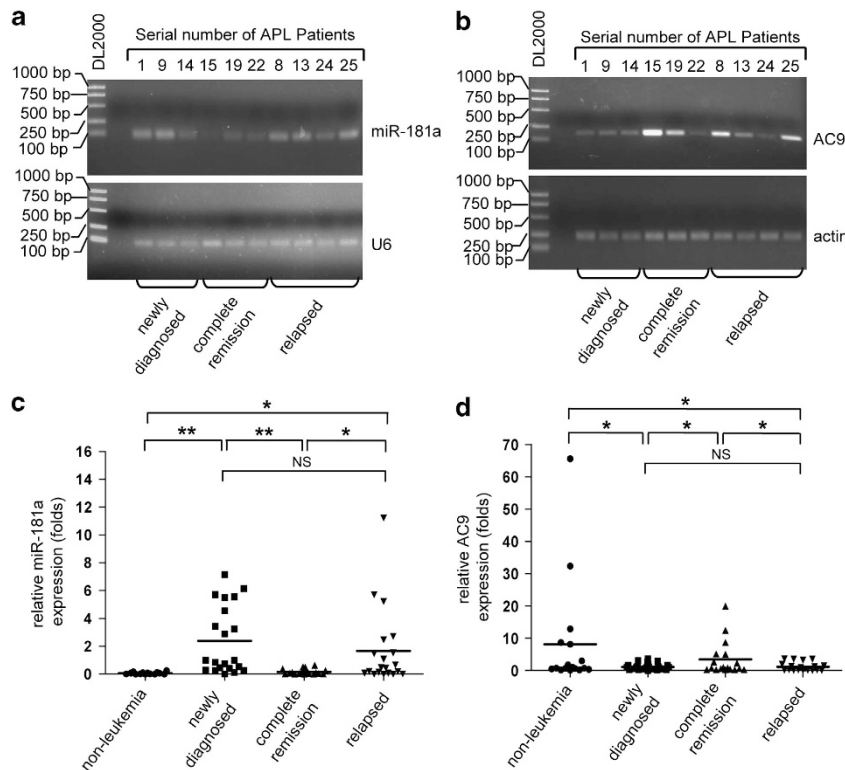 a
DL2000
Serial number of APL Patients
1 9 14 15 19 22 8 13 24 25
1000 bp
750 bp
500 bp
250 bp
100 bp
miR-181a
1000 bp
750 bp
500 bp
250 bp
100 bp
U6
newly diagnosed
complete remission
relapsed
b
DL2000
Serial number of APL Patients
1 9 14 15 19 22 8 13 24 25
1000 bp
750 bp
500 bp
250 bp
100 bp
AC9
1000 bp
750 bp
500 bp
250 bp
100 bp
actin
newly diagnosed
complete remission
relapsed
c
*
** ** *
NS
relative miR-181a
expression (folds)
16
14
12
10
8
6
4
2
0
non-leukemia
newly diagnosed
complete remission
relapsed
d
*
* * *
NS
relative AC9
expression (folds)
70
60
50
40
30
20
10
0
non-leukemia
newly diagnosed
complete remission
relapsed